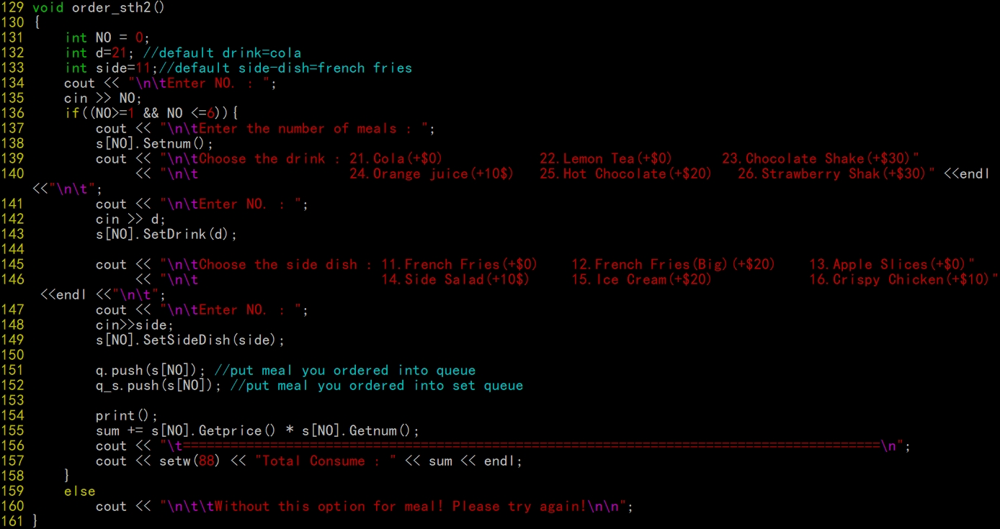 129 void order_sth2()
130 {
131     int NO = 0;
132     int d=21; //default drink=cola
133     int side=11;//default side-dish=french fries
134     cout << "\n\tEnter NO. : ";
135     cin >> NO;
136     if((NO>=1 && NO <=6)){
137         cout << "\n\tEnter the number of meals : ";
138         s[NO].Setnum();
139         cout << "\n\tChoose the drink : 21.Cola(+$0)            22.Lemon Tea(+$0)      23.Chocolate Shake(+$30)"
140              << "\n\t                   24.Orange juice(+10$)   25.Hot Chocolate(+$20)   26.Strawberry Shak(+$30)" <<endl
<<"\n\t";
141         cout << "\n\tEnter NO. : ";
142         cin >> d;
143         s[NO].SetDrink(d);
144
145         cout << "\n\tChoose the side dish : 11.French Fries(+$0)    12.French Fries(Big)(+$20)    13.Apple Slices(+$0)"
146              << "\n\t                       14.Side Salad(+10$)     15.Ice Cream(+$20)            16.Crispy Chicken(+$10)"
 <<endl <<"\n\t";
147         cout << "\n\tEnter NO. : ";
148         cin>>side;
149         s[NO].SetSideDish(side);
150
151         q.push(s[NO]); //put meal you ordered into queue
152         q_s.push(s[NO]); //put meal you ordered into set queue
153
154         print();
155         sum += s[NO].Getprice() * s[NO].Getnum();
156         cout << "\t========================================================================================\n";
157         cout << setw(88) << "Total Consume : " << sum << endl;
158     }
159     else
160         cout << "\n\t\tWithout this option for meal! Please try again!\n\n";
161 }